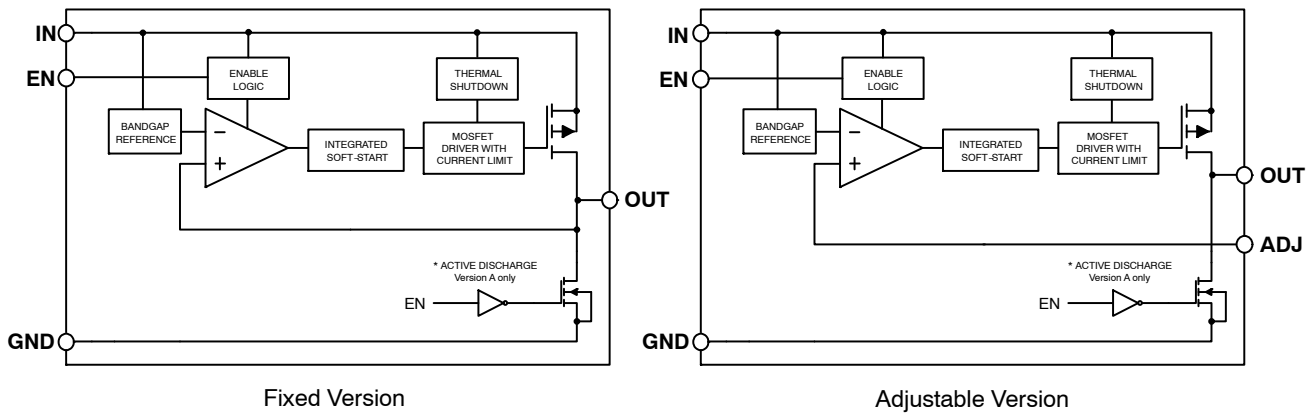 IN
EN
ENABLE
LOGIC
THERMAL
SHUTDOWN
BANDGAP
REFERENCE
−
+
INTEGRATED
SOFT-START
MOSFET
DRIVER WITH
CURRENT LIMIT
OUT
* ACTIVE DISCHARGE
Version A only
EN
GND
Fixed Version
IN
EN
ENABLE
LOGIC
THERMAL
SHUTDOWN
BANDGAP
REFERENCE
−
+
INTEGRATED
SOFT-START
MOSFET
DRIVER WITH
CURRENT LIMIT
OUT
ADJ
* ACTIVE DISCHARGE
Version A only
EN
GND
Adjustable Version